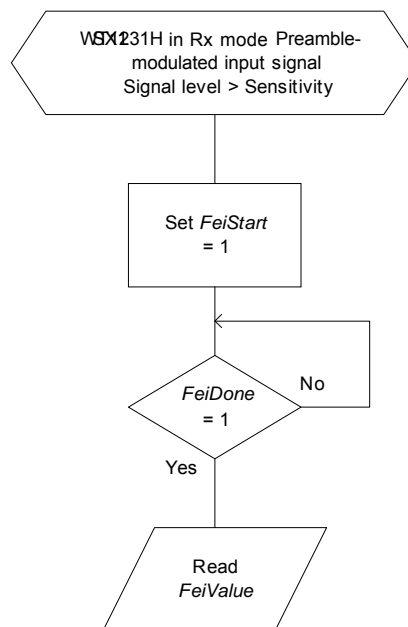 in Rx mode Preamble-
modulated input signal
Signal level > Sensitivity
Set FeiStart
= 1
FeiDone
= 1
No
Yes
Read
FeiValue